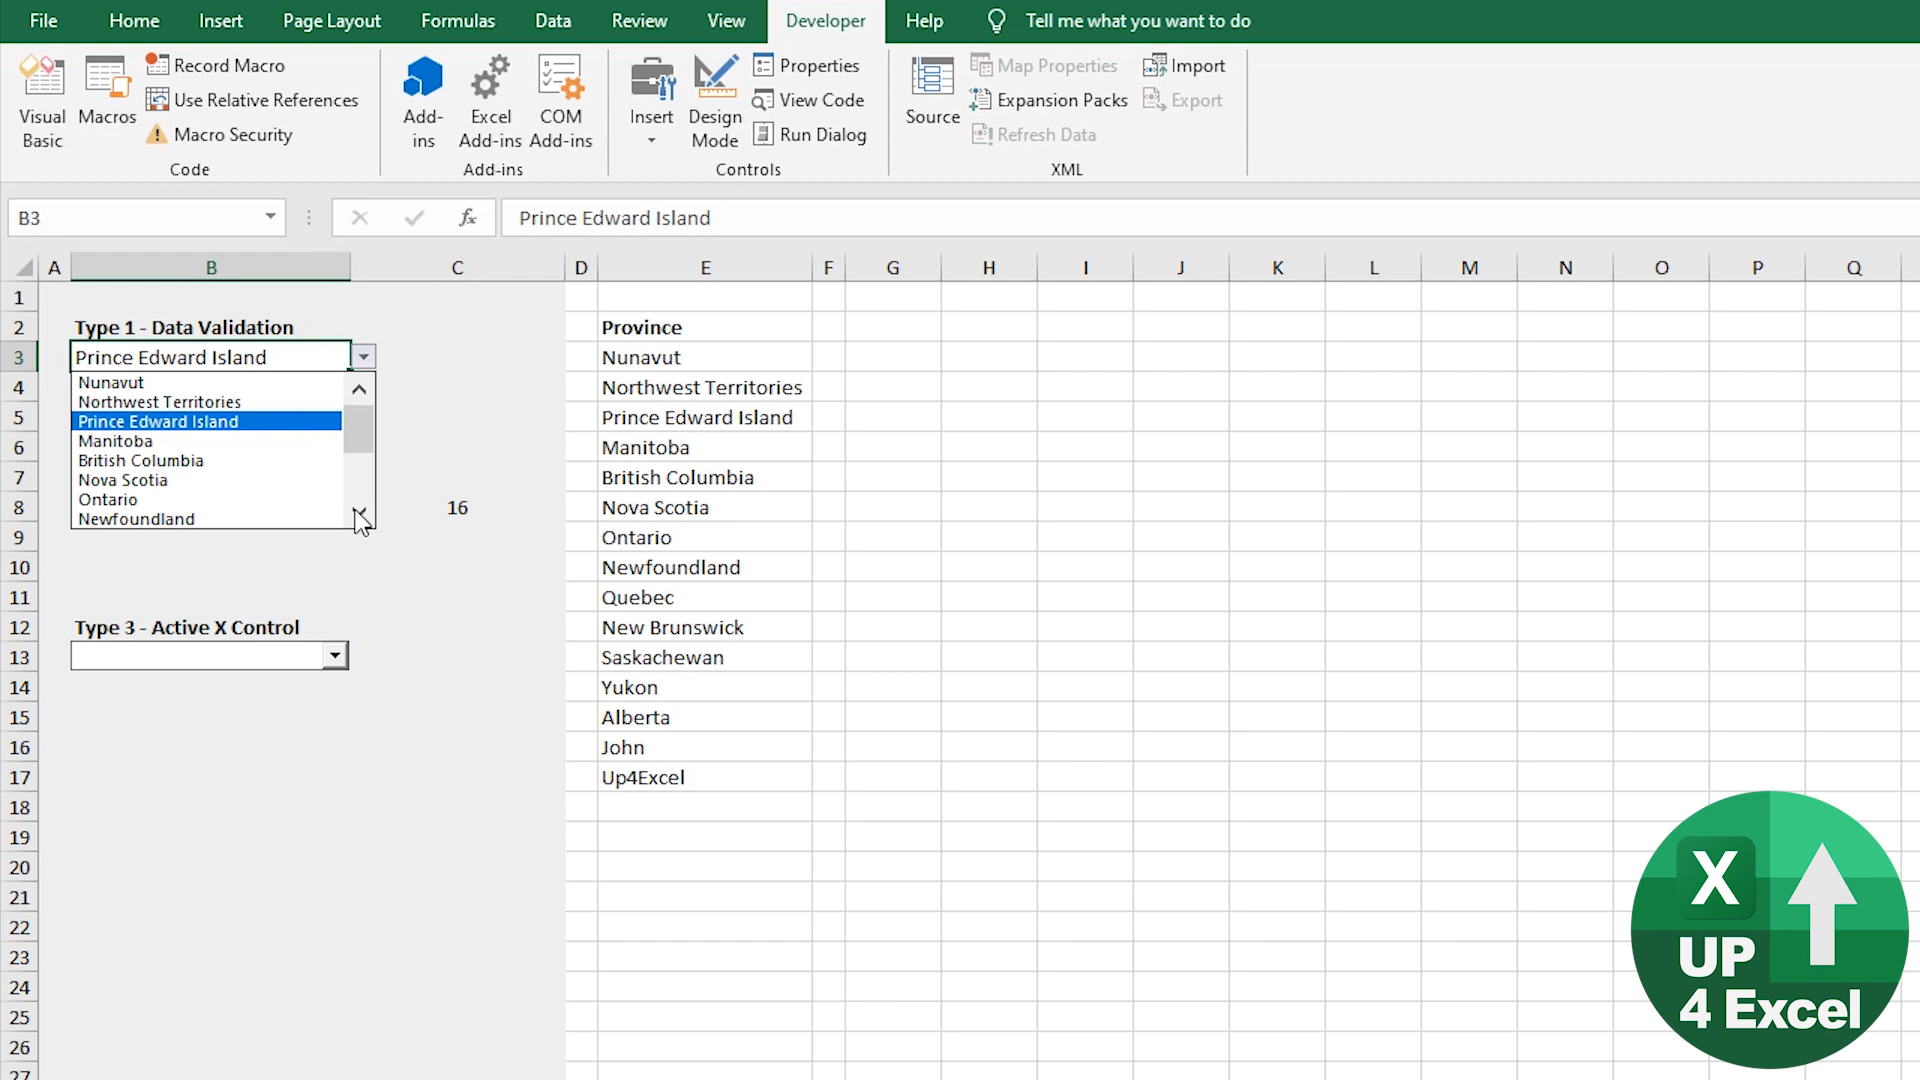 File Home Insert Page Layout Formulas Data Review View Developer Help Tell me what you want to do
Visual Basic
Macros
Record Macro
Use Relative References
Macro Security
Code
Add-ins
Excel Add-ins
COM Add-ins
Add-ins
Insert
Design Mode
Properties
View Code
Run Dialog
Controls
Source
Map Properties
Expansion Packs
Refresh Data
Import
Export
XML
B3 fx Prince Edward Island
A B C D E F G H I J K L M N O P Q
1
2 Type 1 - Data Validation Province
3 Prince Edward Island Nunavut
Nunavut
Northwest Territories
Prince Edward Island
Manitoba
British Columbia
Nova Scotia
Ontario
Newfoundland
4 Northwest Territories
5 Prince Edward Island
6 Manitoba
7 British Columbia
8 16 Nova Scotia
9 Ontario
10 Newfoundland
11 Quebec
12 Type 3 - Active X Control New Brunswick
13 Saskachewan
14 Yukon
15 Alberta
16 John
17 Up4Excel
18
19
20
21
22
23
24
25
26
27
X
UP
4 Excel